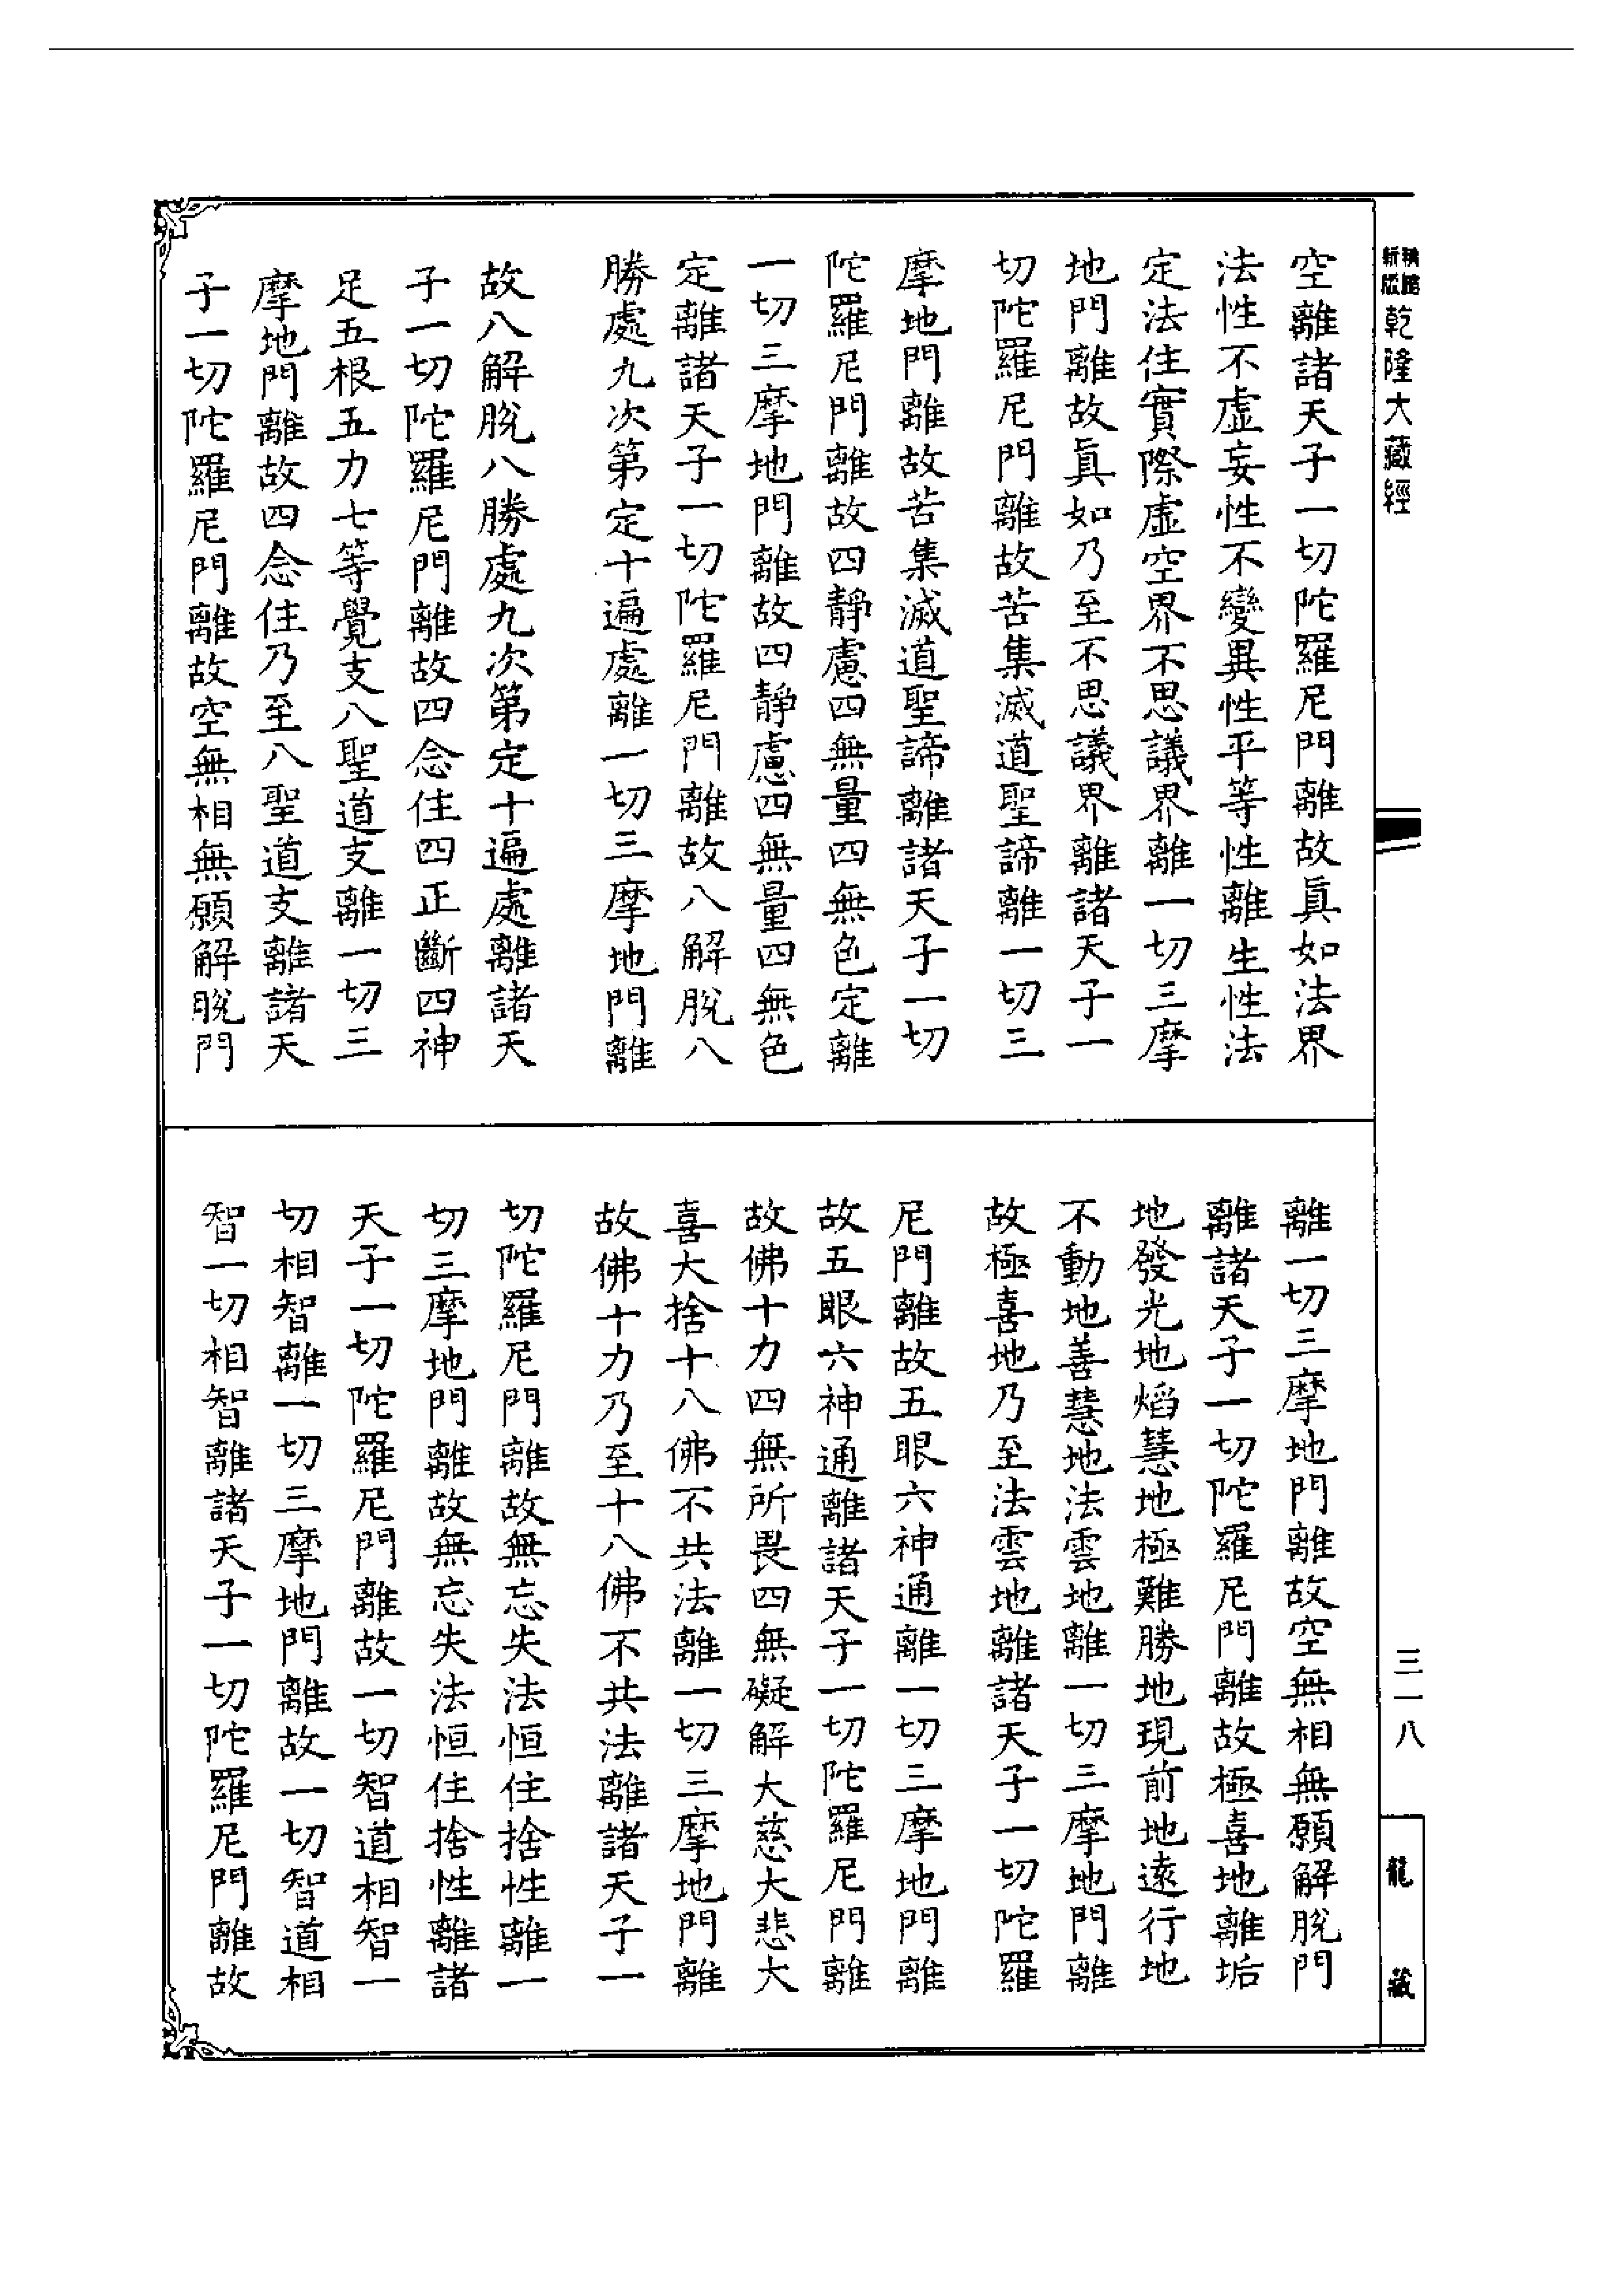 新版
乾隆大藏經
空離諸天子一切陀羅尼門離故真如法界
法性不虛妄性不變異性平等性離生性法
定法住實際虛空界不思議界離一切三摩
地門離故真如乃至不思議界離諸天子一
切陀羅尼門離故苦集滅道聖諦離一切三
摩地門離故苦集滅道聖諦離諸天子一切
陀羅尼門離故四靜慮四無量四無色定離
一切三摩地門離故四靜慮四無量四無色
定離諸天子一切陀羅尼門離故八解脫八
勝處九次第定十遍處離一切三摩地門離
故八解脫八勝處九次第定十遍處離諸天
子一切陀羅尼門離故四念住四正斷四神
足五根五力七等覺支八聖道支離一切三
摩地門離故四念住乃至八聖道支離諸天
子一切陀羅尼門離故空無相無願解脫門
離一切三摩地門離故空無相無願解脫門
離諸天子一切陀羅尼門離故極喜地離垢
地發光地焰慧地極難勝地現前地遠行地
不動地善慧地法雲地離一切三摩地門離
故極喜地乃至法雲地離諸天子一切陀羅
尼門離故五眼六神通離一切三摩地門離
故五眼六神通離諸天子一切陀羅尼門離
故佛十力四無所畏四無礙解大慈大悲大
喜大捨十八佛不共法離一切三摩地門離
故佛十力乃至十八佛不共法離諸天子一
切陀羅尼門離故無忘失法恒住捨性離一
切三摩地門離故無忘失法恒住捨性離諸
天子一切陀羅尼門離故一切智道相智一
切相智離一切三摩地門離故一切智道相
智一切相智離諸天子一切陀羅尼門離故
三一八
龍藏